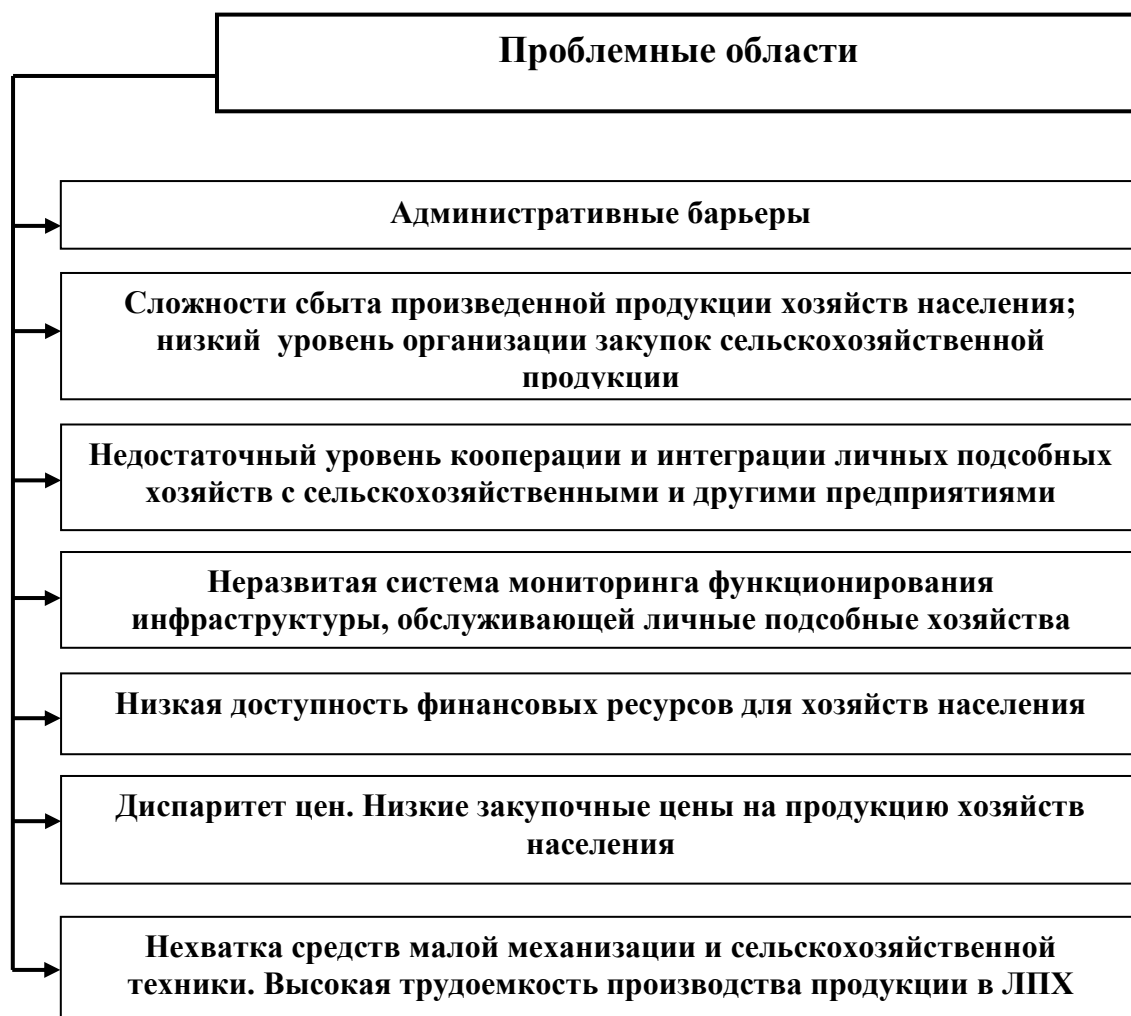 Проблемные области
Административные барьеры
Сложности сбыта произведенной продукции хозяйств населения;
низкий уровень организации закупок сельскохозяйственной
продукции
Недостаточный уровень кооперации и интеграции личных подсобных
хозяйств с сельскохозяйственными и другими предприятиями
Неразвитая система мониторинга функционирования
инфраструктуры, обслуживающей личные подсобные хозяйства
Низкая доступность финансовых ресурсов для хозяйств населения
Диспаритет цен. Низкие закупочные цены на продукцию хозяйств
населения
Нехватка средств малой механизации и сельскохозяйственной
техники. Высокая трудоемкость производства продукции в ЛПХ